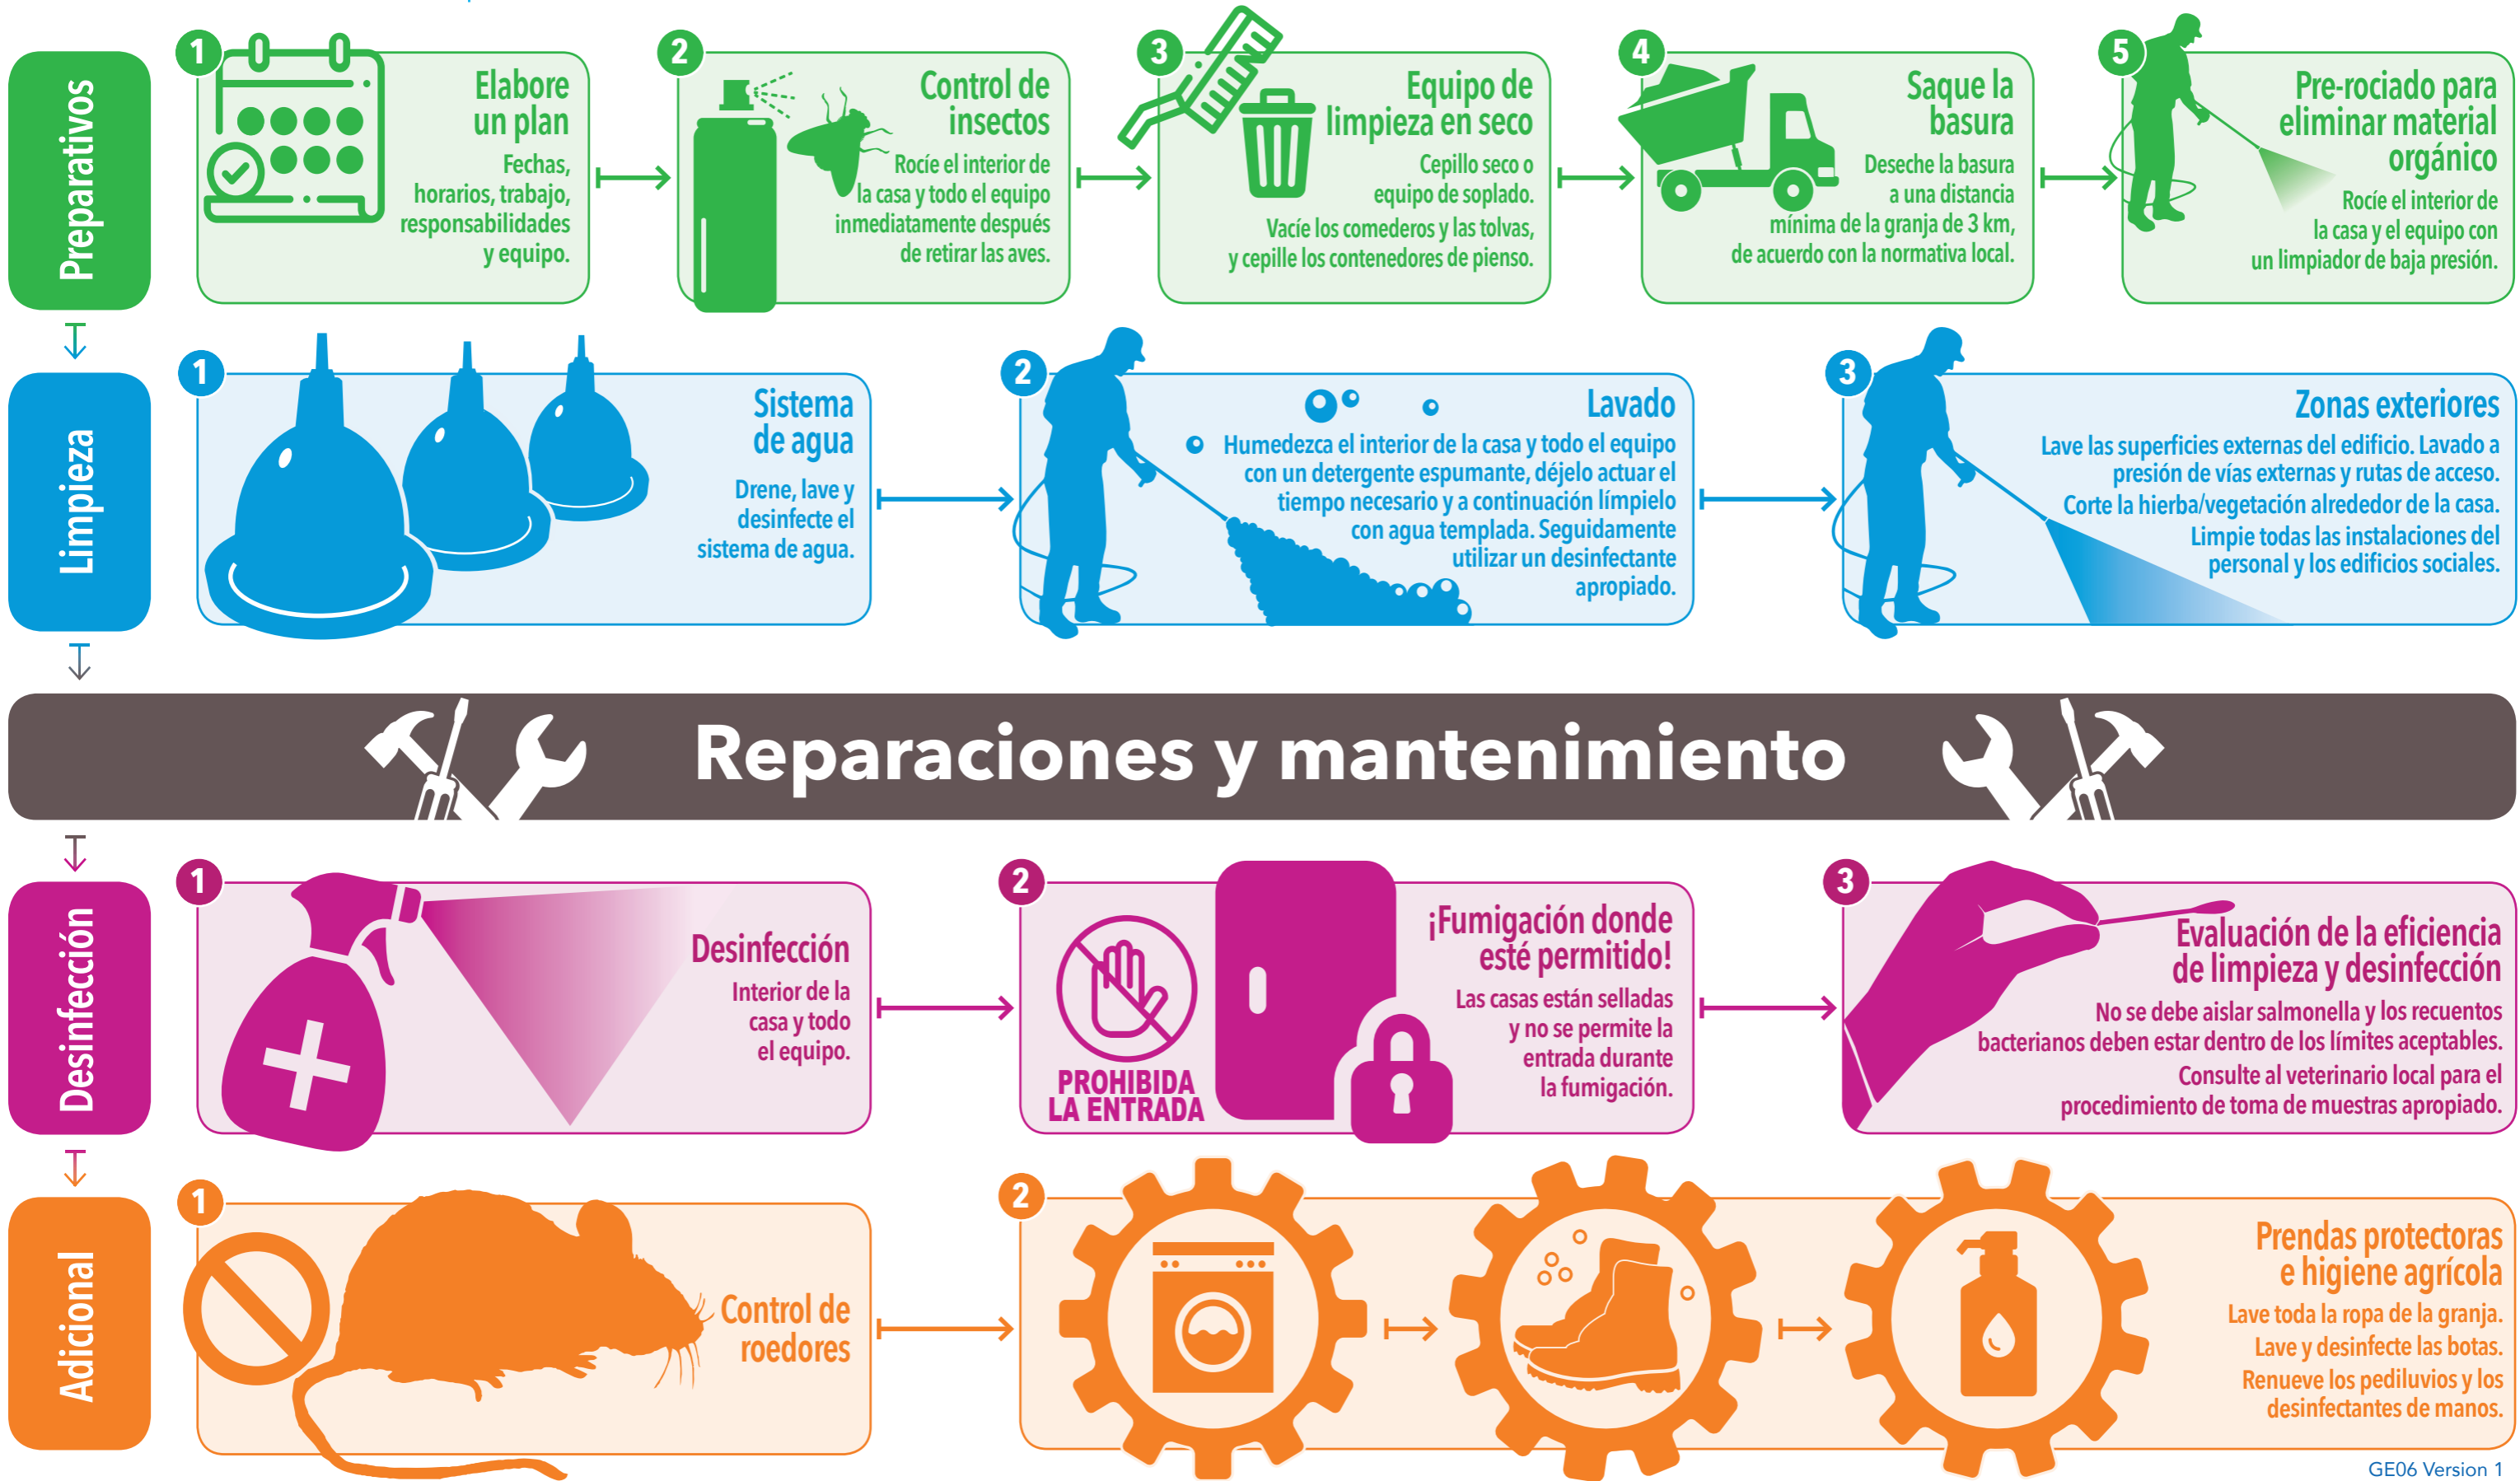 Preparativos
1
Elabore
un plan
Fechas,
horarios, trabajo,
responsabilidades
y equipo.
2
Control de
insectos
Rocíe el interior de
la casa y todo el equipo
inmediatamente después
de retirar las aves.
3
Equipo de
limpieza en seco
Cepillo seco o
equipo de soplado.
Vacíe los comederos y las tolvas,
y cepille los contenedores de pienso.
4
Saque la
basura
Deseche la basura
a una distancia
mínima de la granja de 3 km,
de acuerdo con la normativa local.
5
Pre-rociado para
eliminar material
orgánico
Rocíe el interior de
la casa y el equipo con
un limpiador de baja presión.
Limpieza
1
Sistema
de agua
Drene, lave y
desinfecte el
sistema de agua.
2
Lavado
Humedezca el interior de la casa y todo el equipo
con un detergente espumante, déjelo actuar el
tiempo necesario y a continuación límpielo
con agua templada. Seguidamente
utilizar un desinfectante
apropiado.
3
Zonas exteriores
Lave las superficies externas del edificio. Lavado a
presión de vías externas y rutas de acceso.
Corte la hierba/vegetación alrededor de la casa.
Limpie todas las instalaciones del
personal y los edificios sociales.
Reparaciones y mantenimiento
Desinfección
1
Desinfección
Interior de la
casa y todo
el equipo.
2
PROHIBIDA
LA ENTRADA
¡Fumigación donde
esté permitido!
Las casas están selladas
y no se permite la
entrada durante
la fumigación.
3
Evaluación de la eficiencia
de limpieza y desinfección
No se debe aislar salmonella y los recuentos
bacterianos deben estar dentro de los límites aceptables.
Consulte al veterinario local para el
procedimiento de toma de muestras apropiado.
Adicional
1
Control de
roedores
2
Prendas protectoras
e higiene agrícola
Lave toda la ropa de la granja.
Lave y desinfecte las botas.
Renueve los pediluvios y los
desinfectantes de manos.
GE06 Version 1